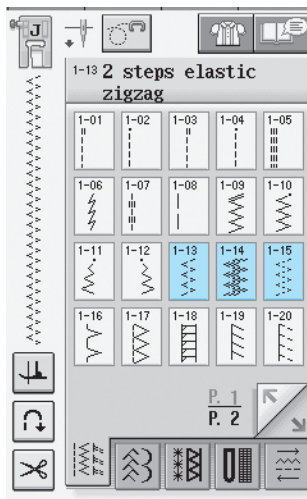 J
1-13 2 steps elastic
zigzag
1-01 1-02 1-03 1-04 1-05
1-06 1-07 1-08 1-09 1-10
1-11 1-12 1-13 1-14 1-15
1-16 1-17 1-18 1-19 1-20
P. 1
P. 2